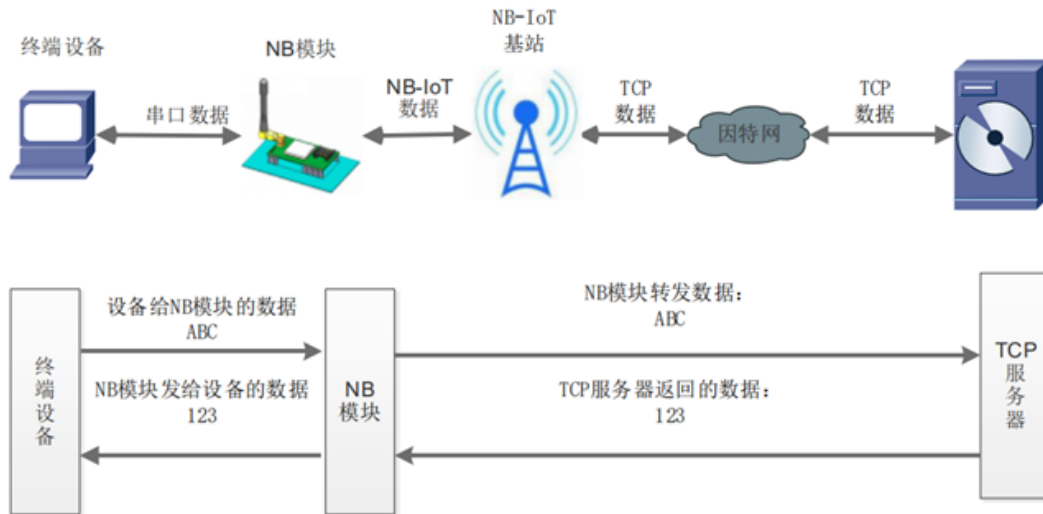 终端设备
NB模块
NB-IoT
基站
串口数据
NB-IoT
数据
TCP
数据
因特网
TCP
数据
终端设备
设备给NB模块的数据
ABC
NB模块发给设备的数据
123
NB
模块
NB模块转发数据：
ABC
TCP服务器返回的数据：
123
TCP
服务器